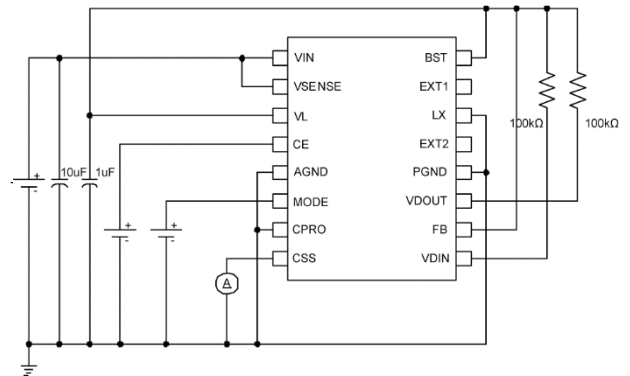 VIN BST
VSENSE EXT1
VL LX
100kΩ 100kΩ
CE EXT2
10uF 1uF
AGND PGND
MODE VDOUT
CPRO FB
CSS VDIN
A